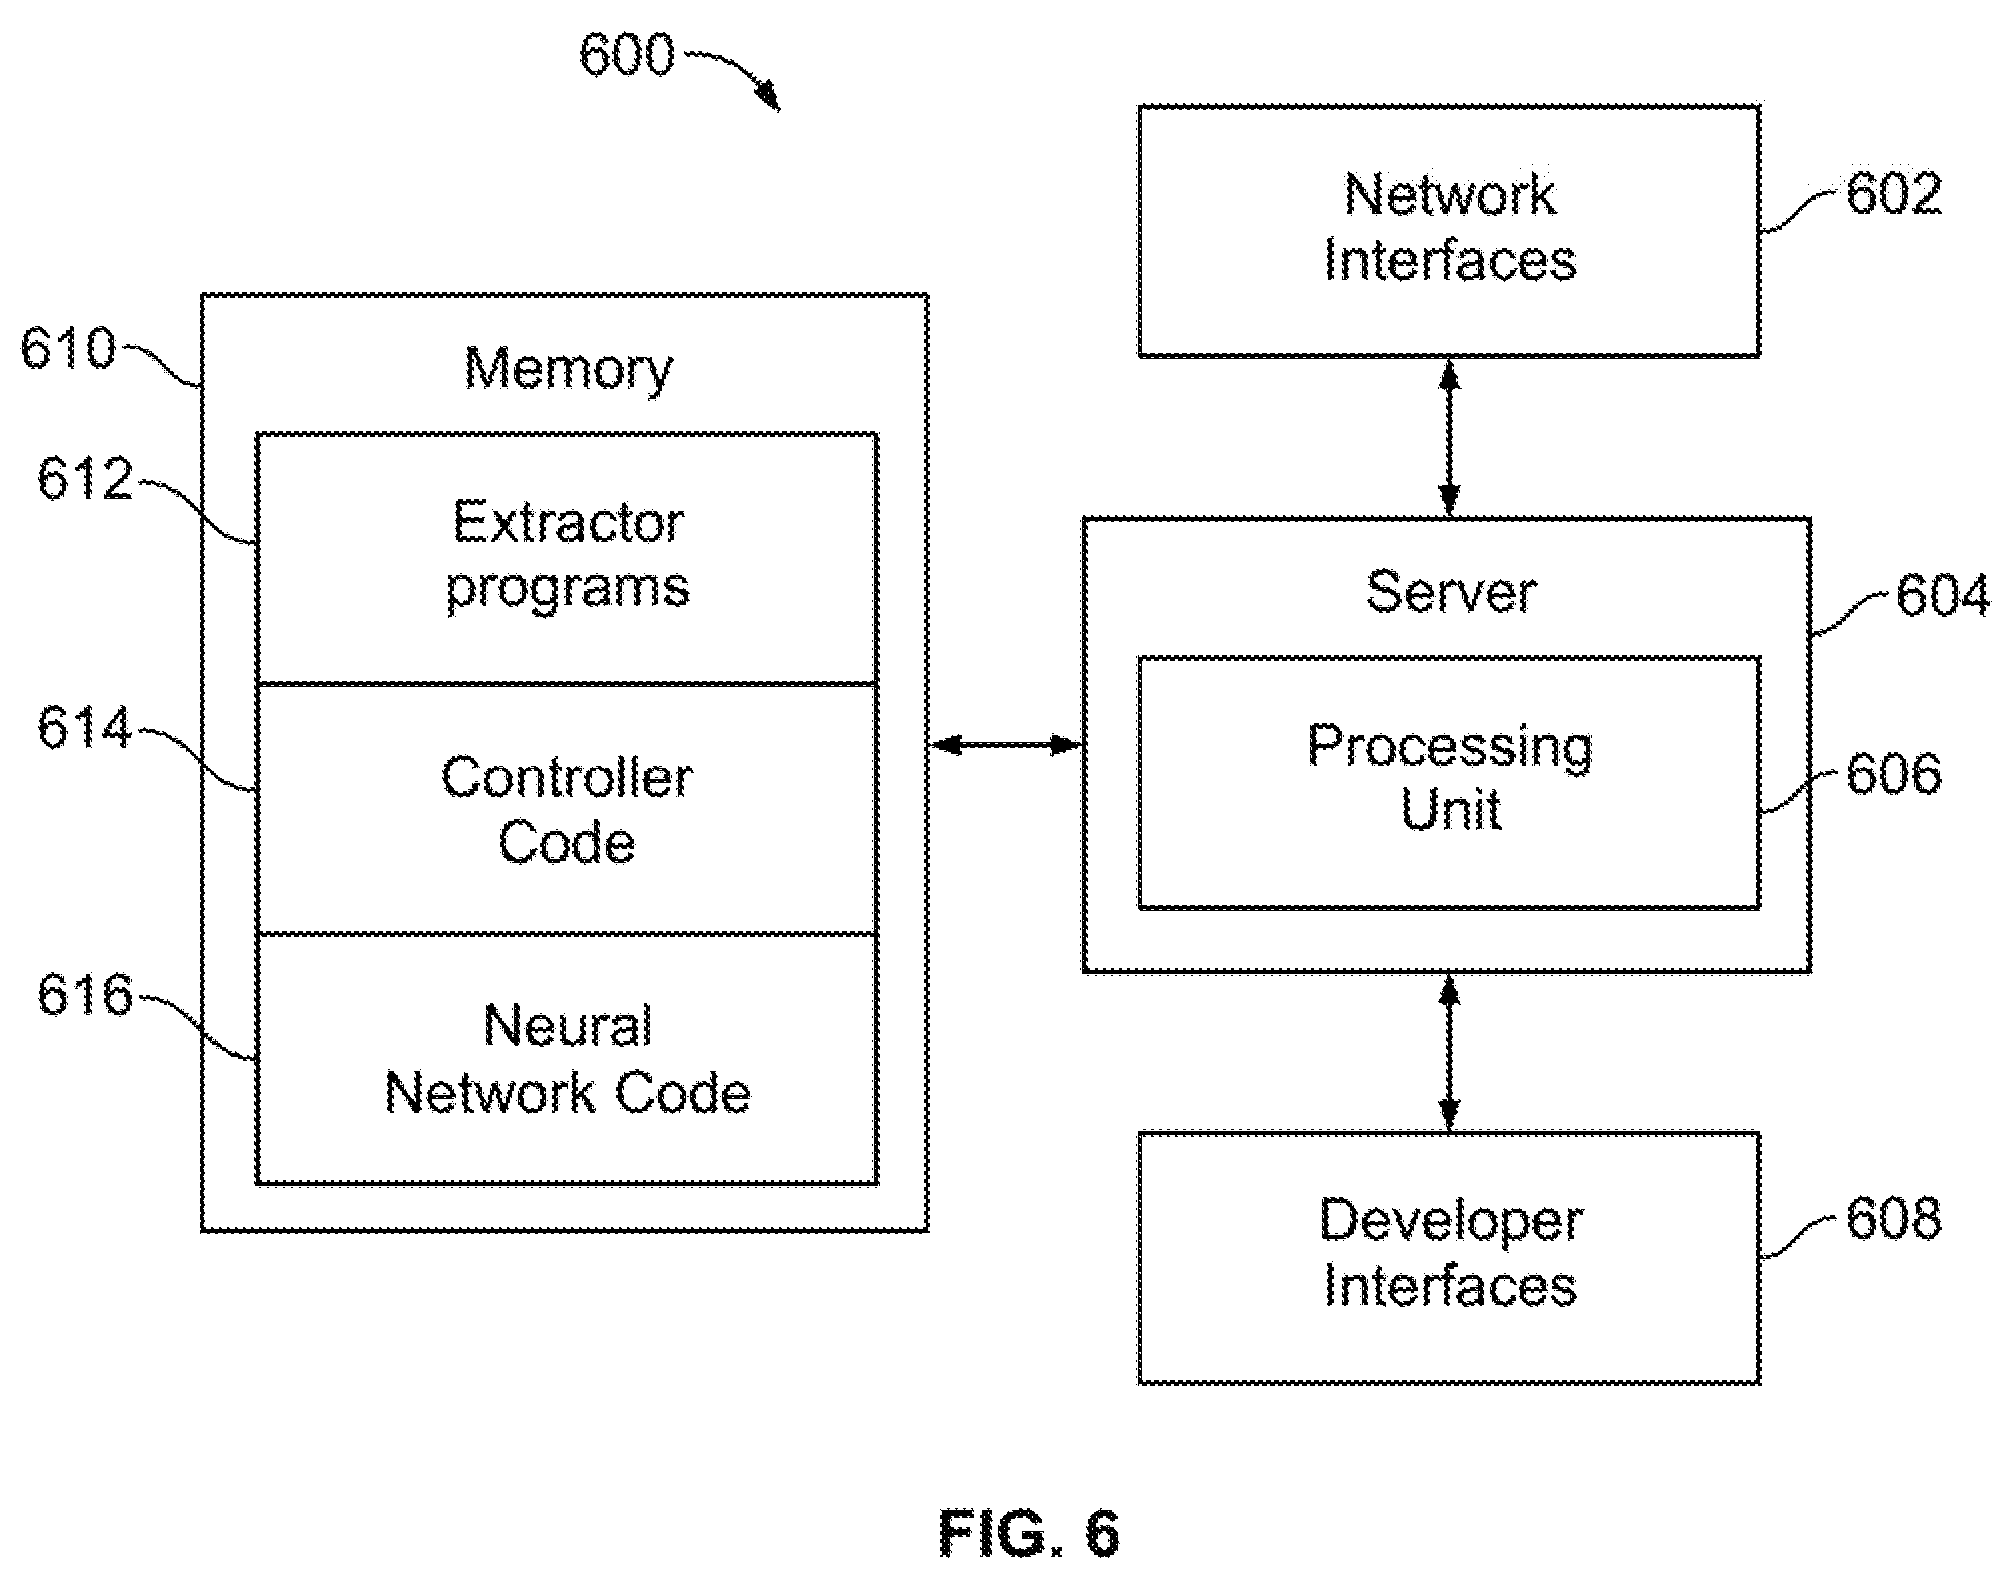 600
Network
Interfaces
602
610
Memory
612
Extractor
programs
614
Controller
Code
616
Neural
Network Code
Server
604
Processing
Unit
606
Developer
Interfaces
608
FIG. 6